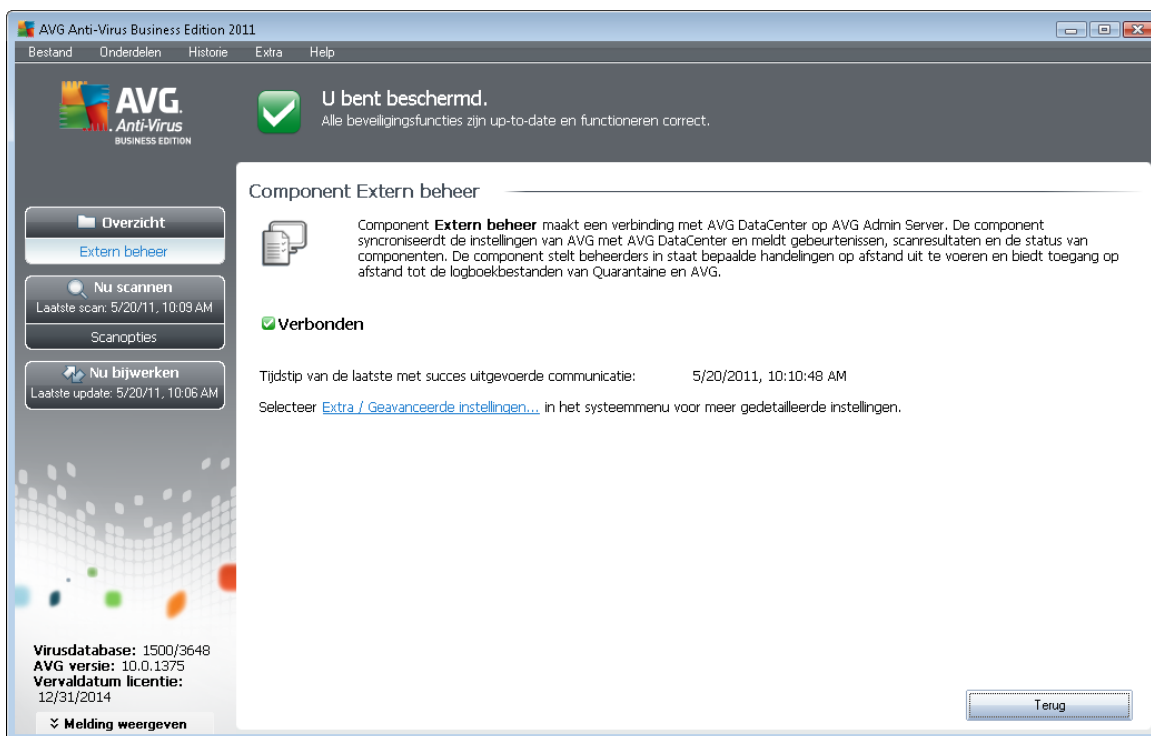 AVG Anti-Virus Business Edition 2011
Bestand Onderdelen Historie Extra Help
AVG.
Anti-Virus
BUSINESS EDITION
U bent beschermd.
Alle beveiligingsfuncties zijn up-to-date en functioneren correct.
Overzicht
Extern beheer
Nu scannen
Laatste scan: 5/20/11, 10:09 AM
Scanopties
Nu bijwerken
Laatste update: 5/20/11, 10:06 AM
Component Extern beheer
Component Extern beheer maakt een verbinding met AVG DataCenter op AVG Admin Server. De component
syncroniseerdt de instellingen van AVG met AVG DataCenter en meldt gebeurtenissen, scanresultaten en de status van
componenten. De component stelt beheerders in staat bepaalde handelingen op afstand uit te voeren en biedt toegang op
afstand tot de logboekbestanden van Quarantaine en AVG.
Verbonden
Tijdstip van de laatste met succes uitgevoerde communicatie: 5/20/2011, 10:10:48 AM
Selecteer Extra / Geavanceerde instellingen... in het systeemmenu voor meer gedetailleerde instellingen.
Virusdatabase: 1500/3648
AVG versie: 10.0.1375
Vervaldatum licentie:
12/31/2014
Melding weergeven
Terug